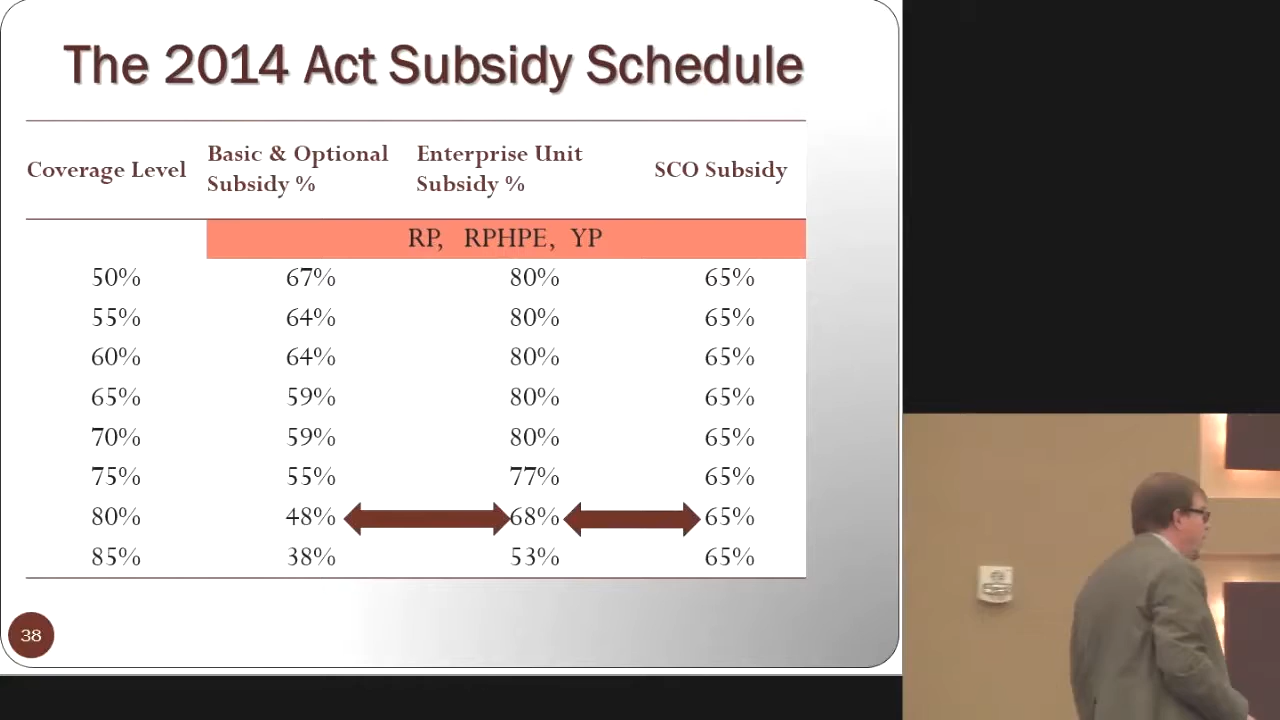 The 2014 Act Subsidy Schedule
Coverage Level
Basic & Optional
Subsidy %
Enterprise Unit
Subsidy %
SCO Subsidy
RP, RPHPE, YP
50% 67% 80% 65%
55% 64% 80% 65%
60% 64% 80% 65%
65% 59% 80% 65%
70% 59% 80% 65%
75% 55% 77% 65%
80% 48% 68% 65%
85% 38% 53% 65%
38